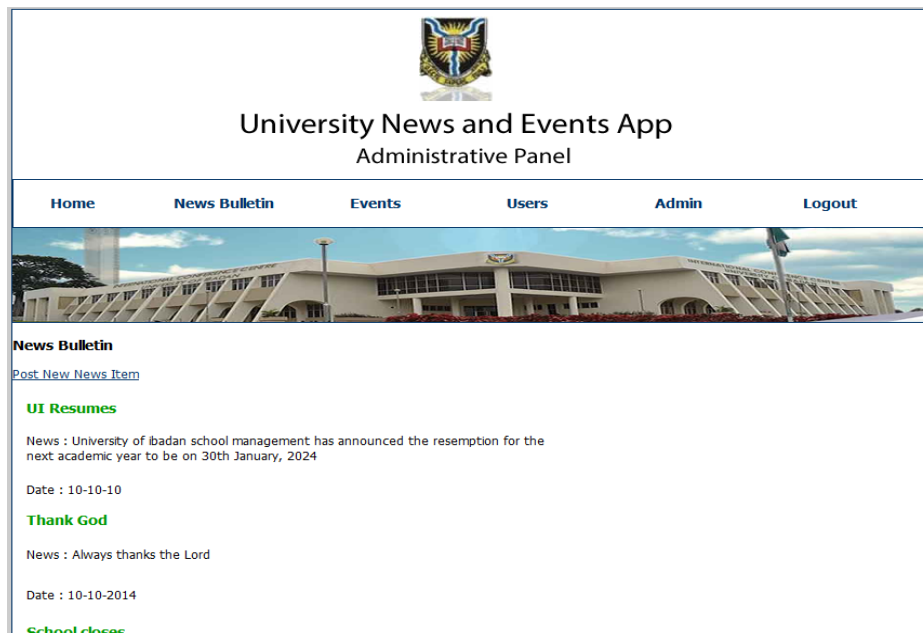 University News and Events App
Administrative Panel
Home News Bulletin Events Users Admin Logout
INTERNATIONAL
UNIVERSITY
News Bulletin
Post New News Item
UI Resumes
News : University of ibadan school management has announced the resemption for the
next academic year to be on 30th January, 2024
Date : 10-10-10
Thank God
News : Always thanks the Lord
Date : 10-10-2014
School closes